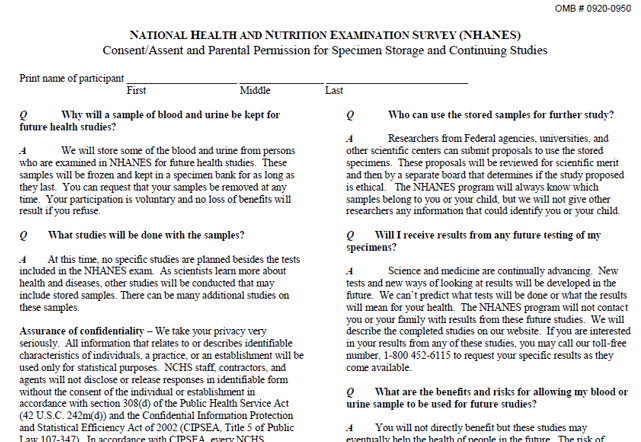 OMB # 0920-0950
NATIONAL HEALTH AND NUTRITION EXAMINATION SURVEY (NHANES)
Consent/Assent and Parental Permission for Specimen Storage and Continuing Studies
Print name of participant
First Middle Last
Q Why will a sample of blood and urine be kept for
future health studies?
A We will store some of the blood and urine from persons
who are examined in NHANES for future health studies. These
samples will be frozen and kept in a specimen bank for as long as
they last. You can request that your samples be removed at any
time. Your participation is voluntary and no loss of benefits will
result if you refuse.
Q What studies will be done with the samples?
A At this time, no specific studies are planned besides the tests
included in the NHANES exam. As scientists learn more about
health and diseases, other studies will be conducted that may
include stored samples. There can be many additional studies on
these samples.
Assurance of confidentiality – We take your privacy very
seriously. All information that relates to or describes identifiable
characteristics of individuals, a practice, or an establishment will be
used only for statistical purposes. NCHS staff, contractors, and
agents will not disclose or release responses in identifiable form
without the consent of the individual or establishment in
accordance with section 308(d) of the Public Health Service Act
(42 U.S.C. 242m(d)) and the Confidential Information Protection
and Statistical Efficiency Act of 2002 (CIPSEA, Title 5 of Public
Law 107-347). In accordance with CIPSEA, every NCHS
Q Who can use the stored samples for further study?
A Researchers from Federal agencies, universities, and
other scientific centers can submit proposals to use the stored
specimens. These proposals will be reviewed for scientific merit
and then by a separate board that determines if the study proposed
is ethical. The NHANES program will always know which
samples belong to you or your child, but we will not give other
researchers any information that could identify you or your child.
Q Will I receive results from any future testing of my
specimens?
A Science and medicine are continually advancing. New
tests and new ways of looking at results will be developed in the
future. We can't predict what tests will be done or what the results
will mean for your health. The NHANES program will not contact
you or your family with results from these future studies. We will
describe the completed studies on our website. If you are interested
in your results from any of these studies, you may call our toll-free
number, 1-800 452-6115 to request your specific results as they
come available.
Q What are the benefits and risks for allowing my blood or
urine sample to be used for future studies?
A You will not directly benefit but these studies may
eventually help the health of people in the future. The risk of